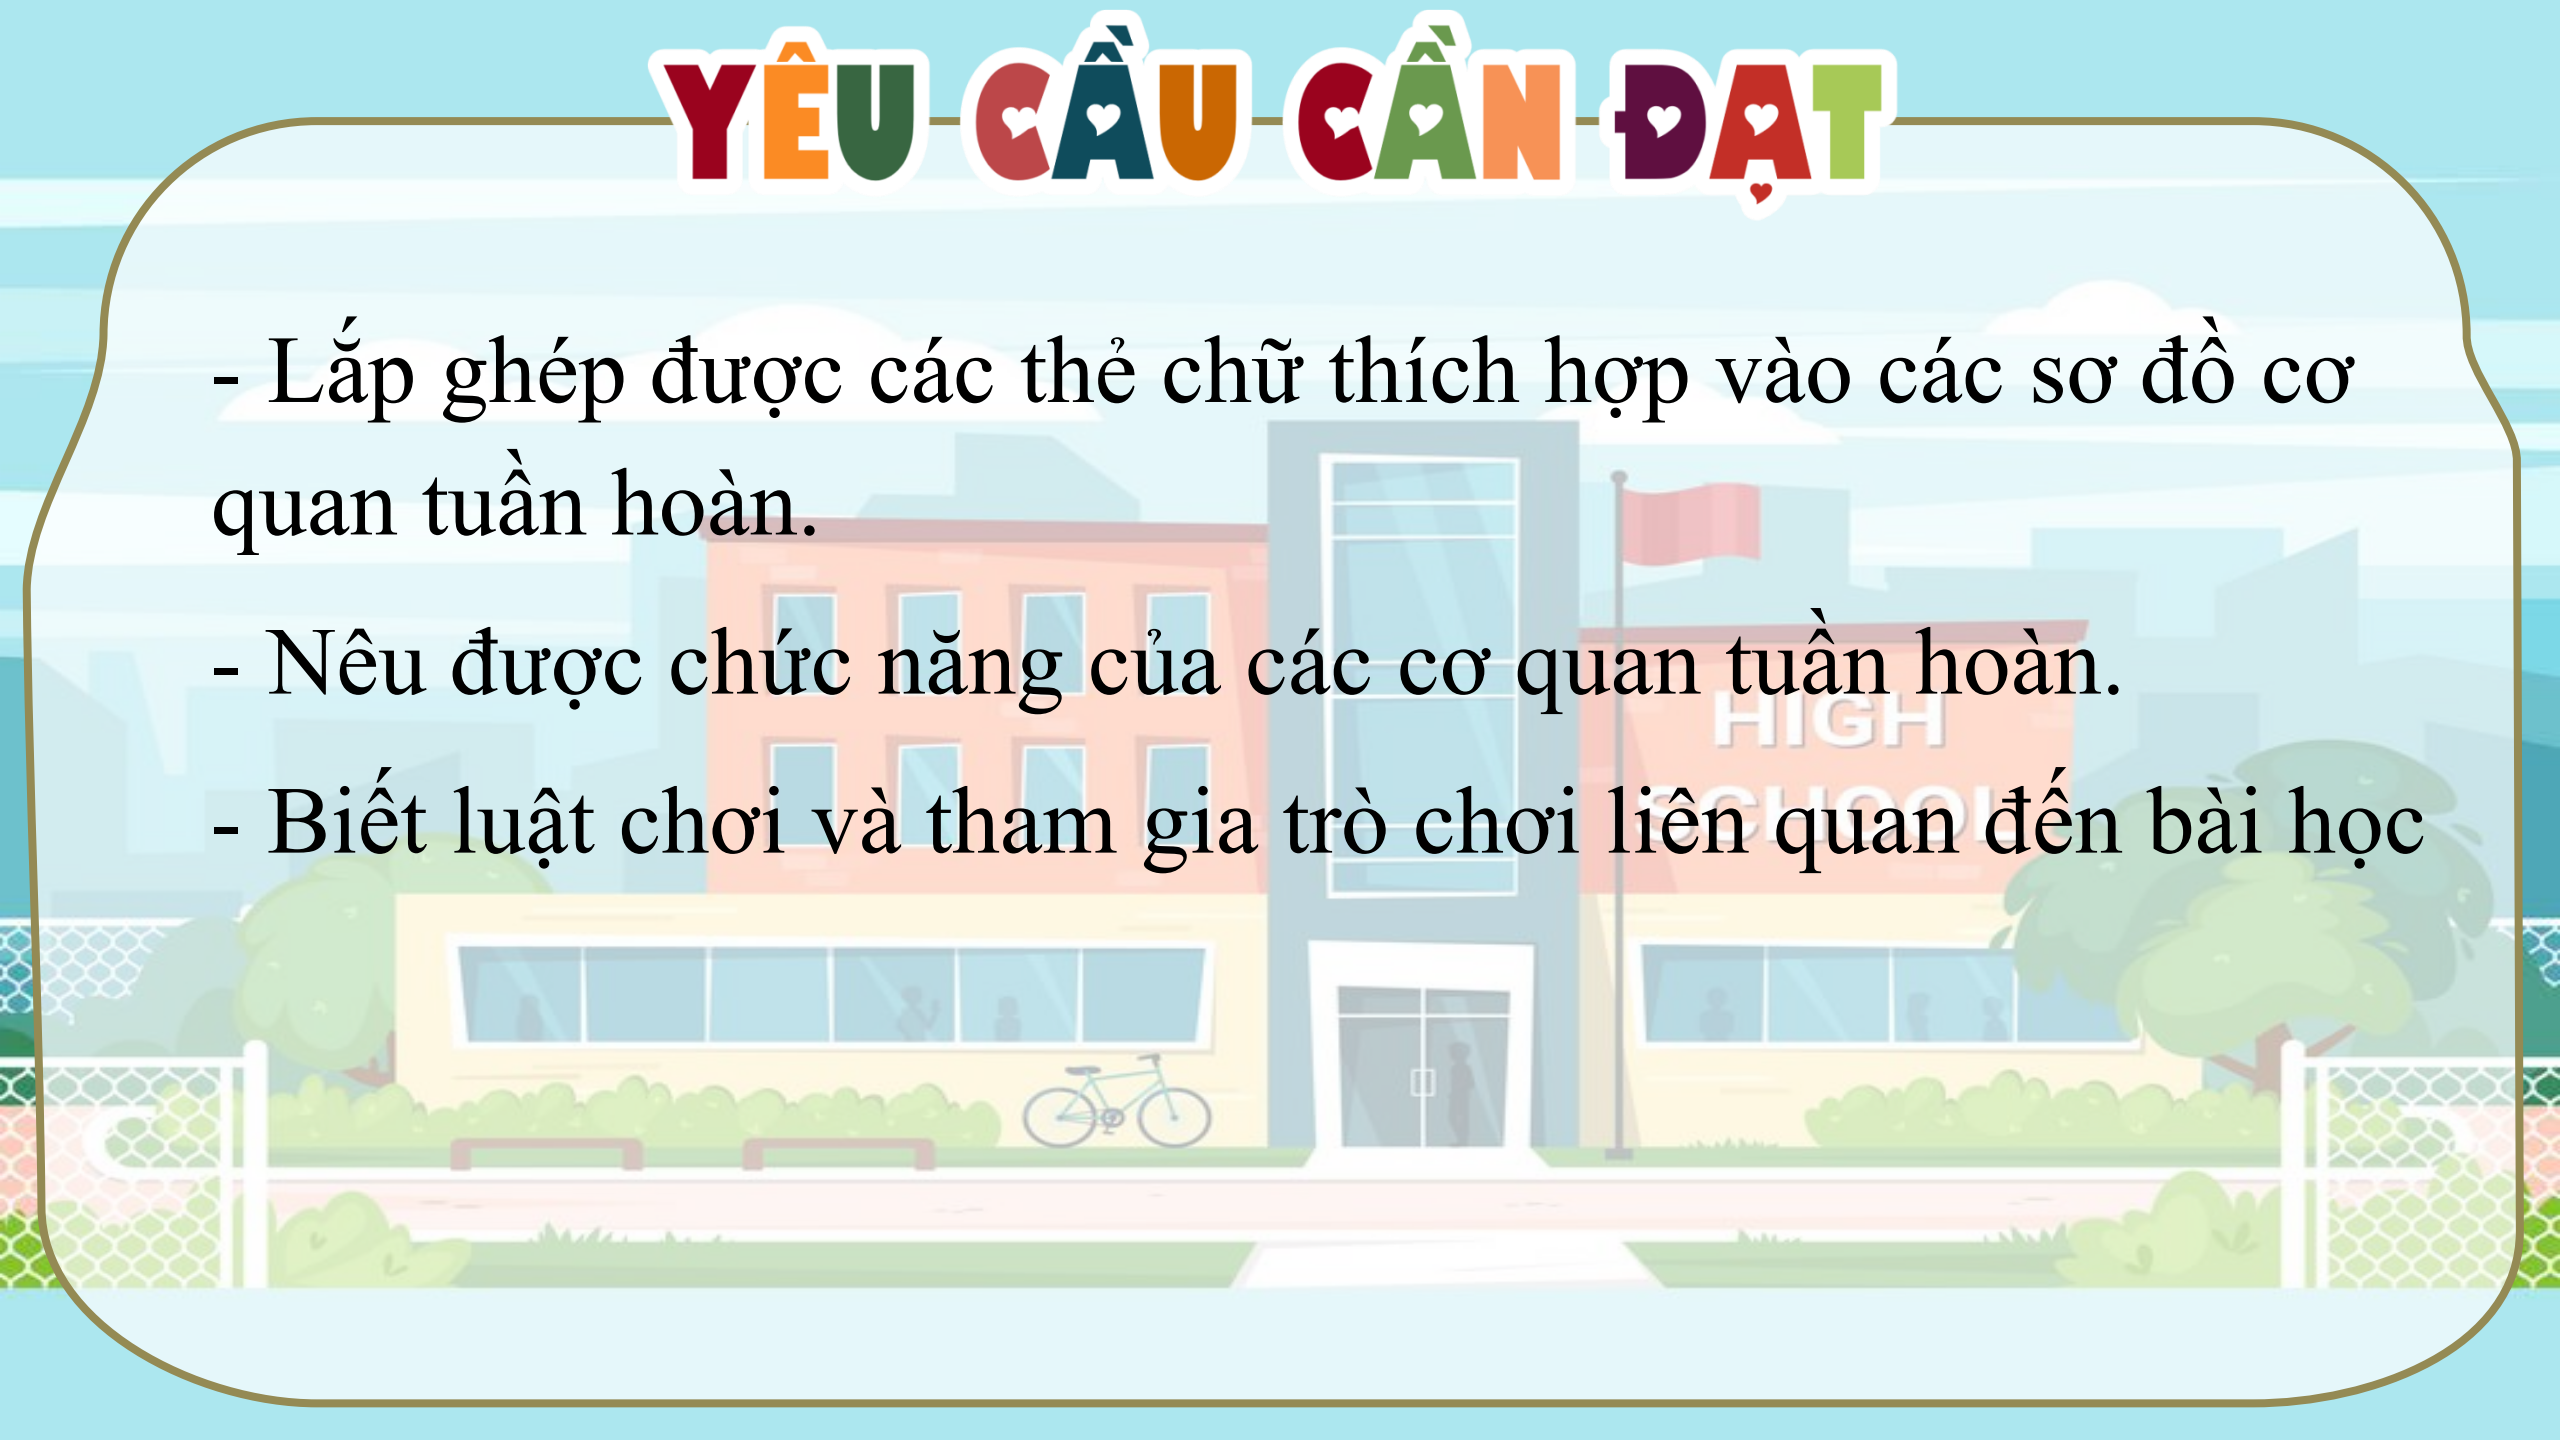 YÊU CẦU CẦN ĐẠT
- Lắp ghép được các thẻ chữ thích hợp vào các sơ đồ cơ
quan tuần hoàn.
- Nêu được chức năng của các cơ quan tuần hoàn.
HIGH
SCHOOL
- Biết luật chơi và tham gia trò chơi liên quan đến bài học